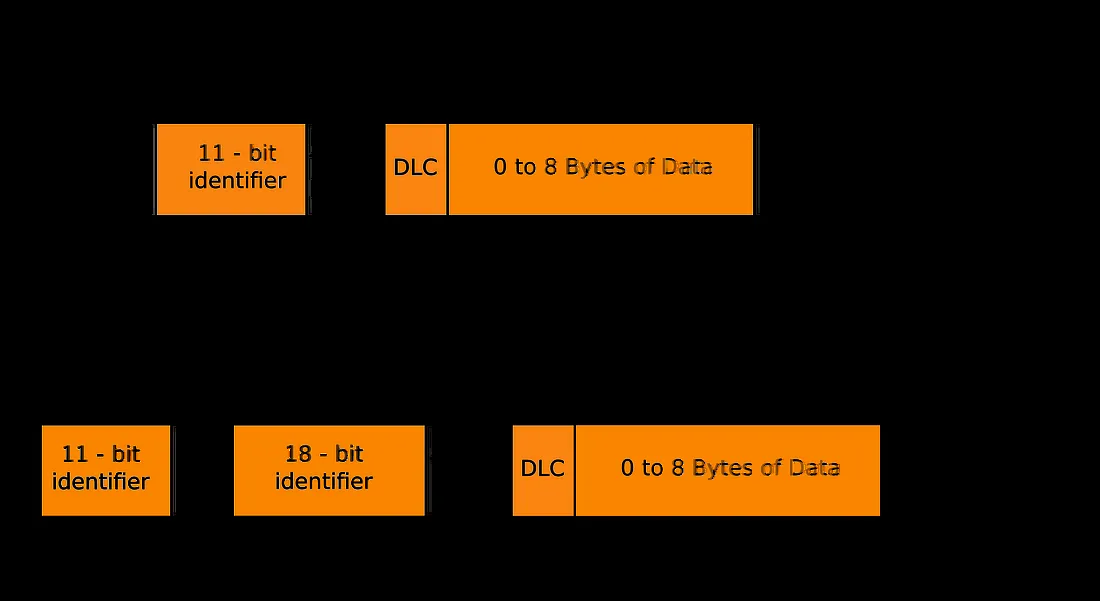 11 - bit
identifier
DLC
0 to 8 Bytes of Data
11 - bit
identifier
18 - bit
identifier
DLC
0 to 8 Bytes of Data